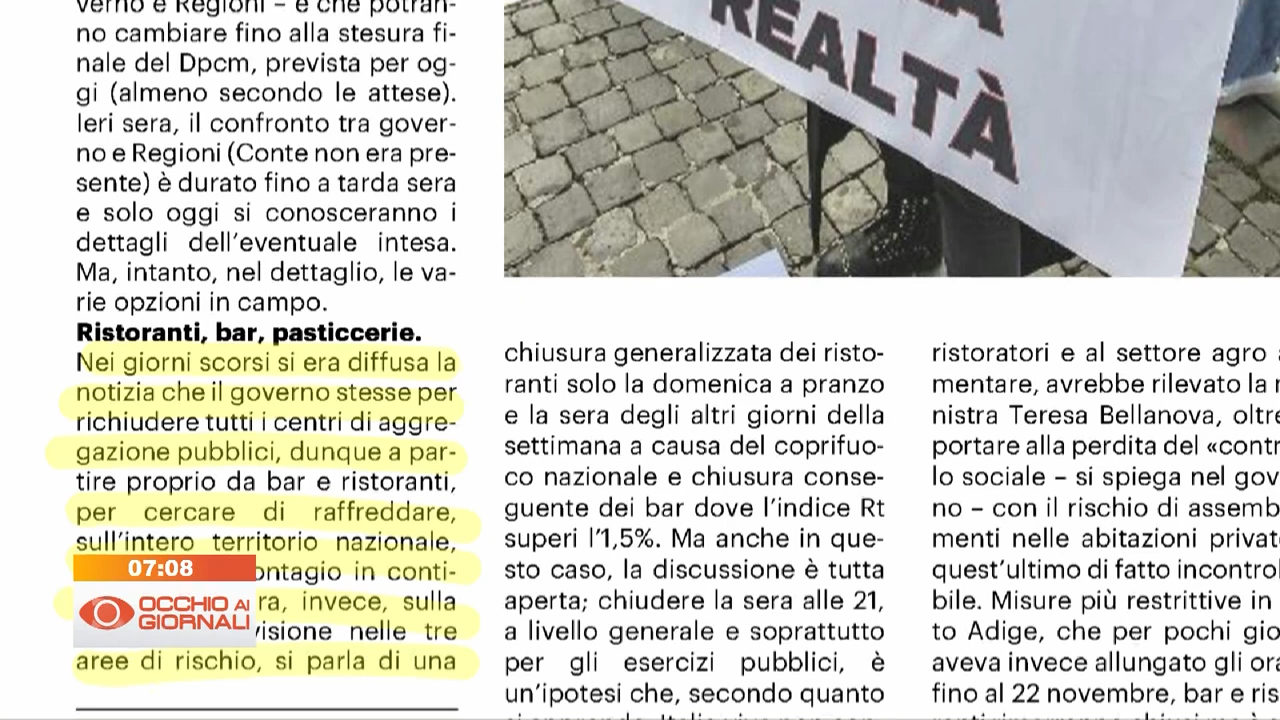 verno e Regioni – e che potran-
no cambiare fino alla stesura fi-
nale del Dpcm, prevista per og-
gi (almeno secondo le attese).
Ieri sera, il confronto tra gover-
no e Regioni (Conte non era pre-
sente) è durato fino a tarda sera
e solo oggi si conosceranno i
dettagli dell'eventuale intesa.
Ma, intanto, nel dettaglio, le va-
rie opzioni in campo.
Ristoranti, bar, pasticcerie.
Nei giorni scorsi si era diffusa la
notizia che il governo stesse per
richiudere tutti i centri di aggre-
gazione pubblici, dunque a par-
tire proprio da bar e ristoranti,
per cercare di raffreddare,
sull'intero territorio nazionale,
ontagio in conti-
ra, invece, sulla
visione nelle tre
aree di rischio, si parla di una
07:08
OCCHIO AI
GIORNALI
REALTÀ
chiusura generalizzata dei risto-
ranti solo la domenica a pranzo
e la sera degli altri giorni della
settimana a causa del coprifuo-
co nazionale e chiusura conse-
guente dei bar dove l'indice Rt
superi l'1,5%. Ma anche in que-
sto caso, la discussione è tutta
aperta; chiudere la sera alle 21,
a livello generale e soprattutto
per gli esercizi pubblici, è
un'ipotesi che, secondo quanto
ristoratori e al settore agro
mentare, avrebbe rilevato la
nistra Teresa Bellanova, oltre
portare alla perdita del «contr
lo sociale – si spiega nel gov
no – con il rischio di assemb
menti nelle abitazioni privat
quest'ultimo di fatto incontrol
bile. Misure più restrittive in
to Adige, che per pochi gio
aveva invece allungato gli ora
fino al 22 novembre, bar e ris